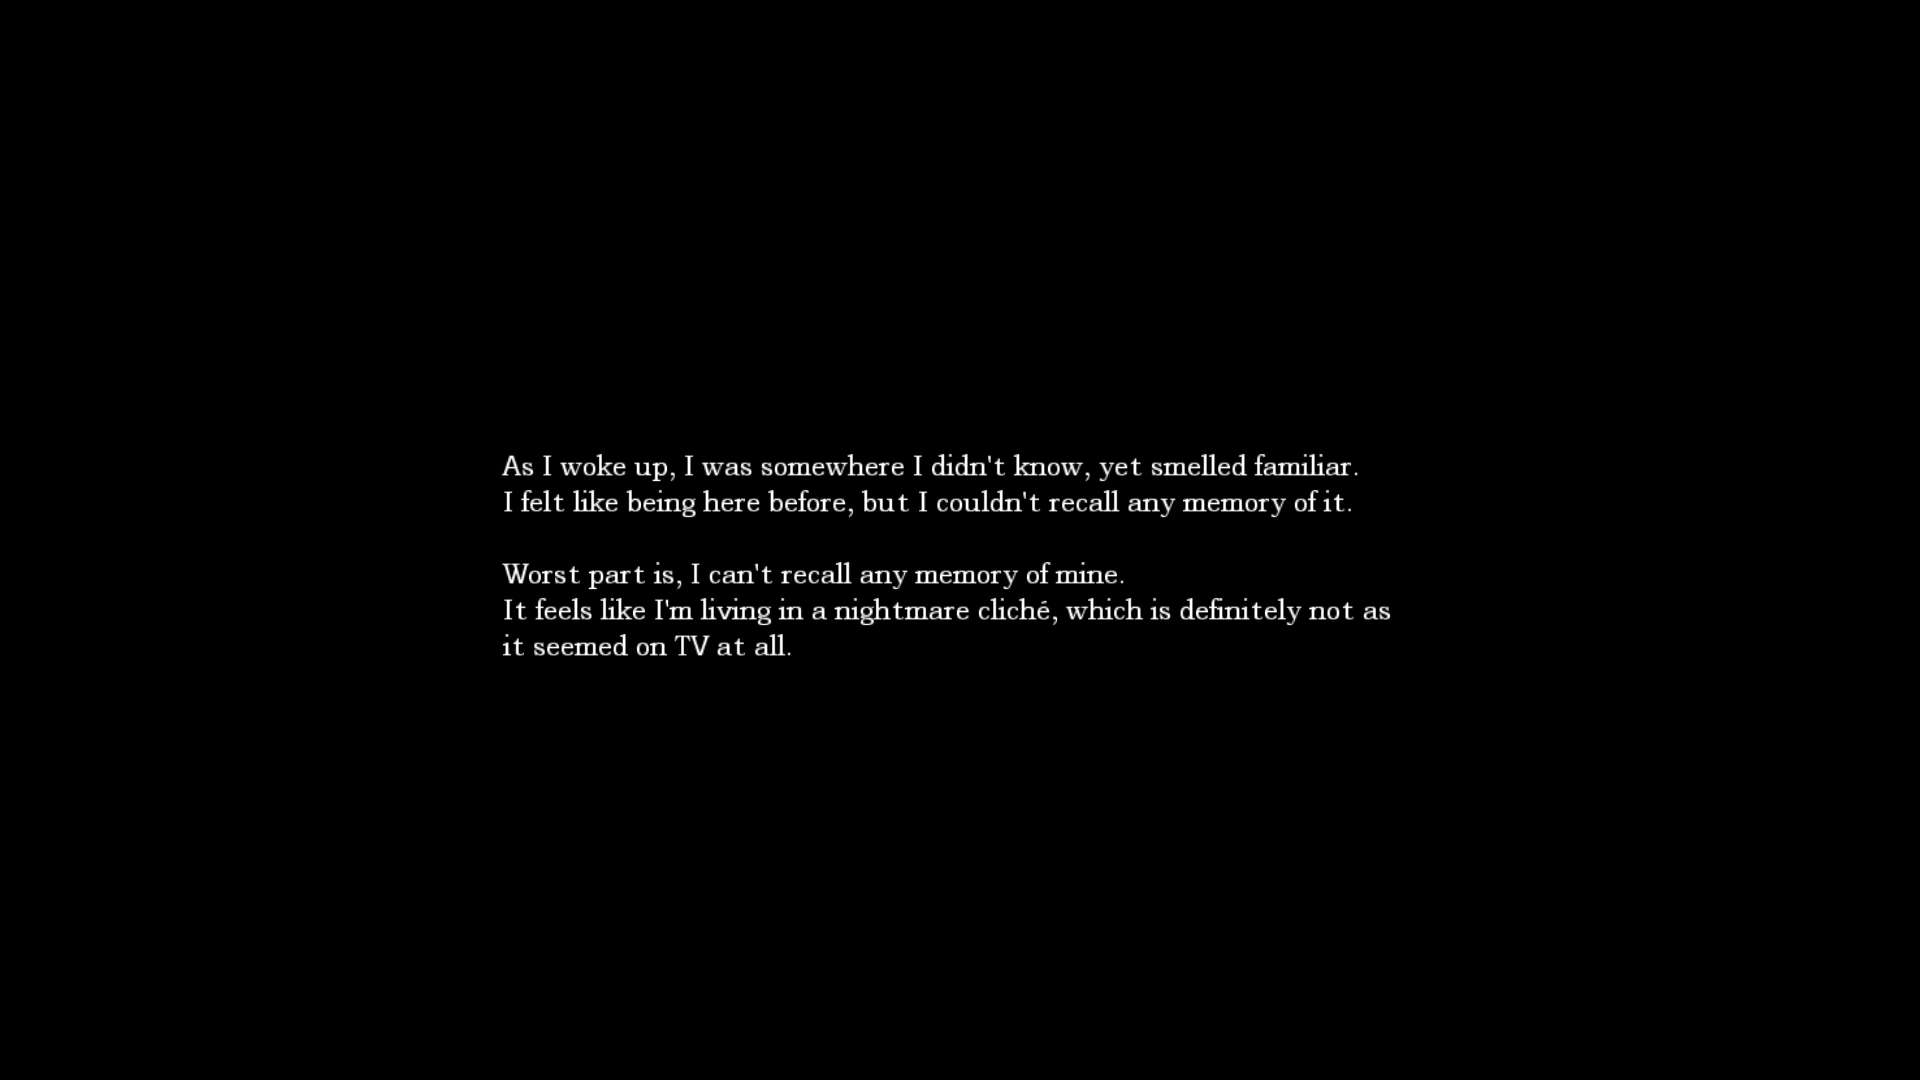 As I woke up, I was somewhere I didn't know, yet smelled familiar.
I felt like being here before, but I couldn't recall any memory of it.
Worst part is, I can't recall any memory of mine.
It feels like I'm living in a nightmare cliché, which is definitely not as
it seemed on TV at all.